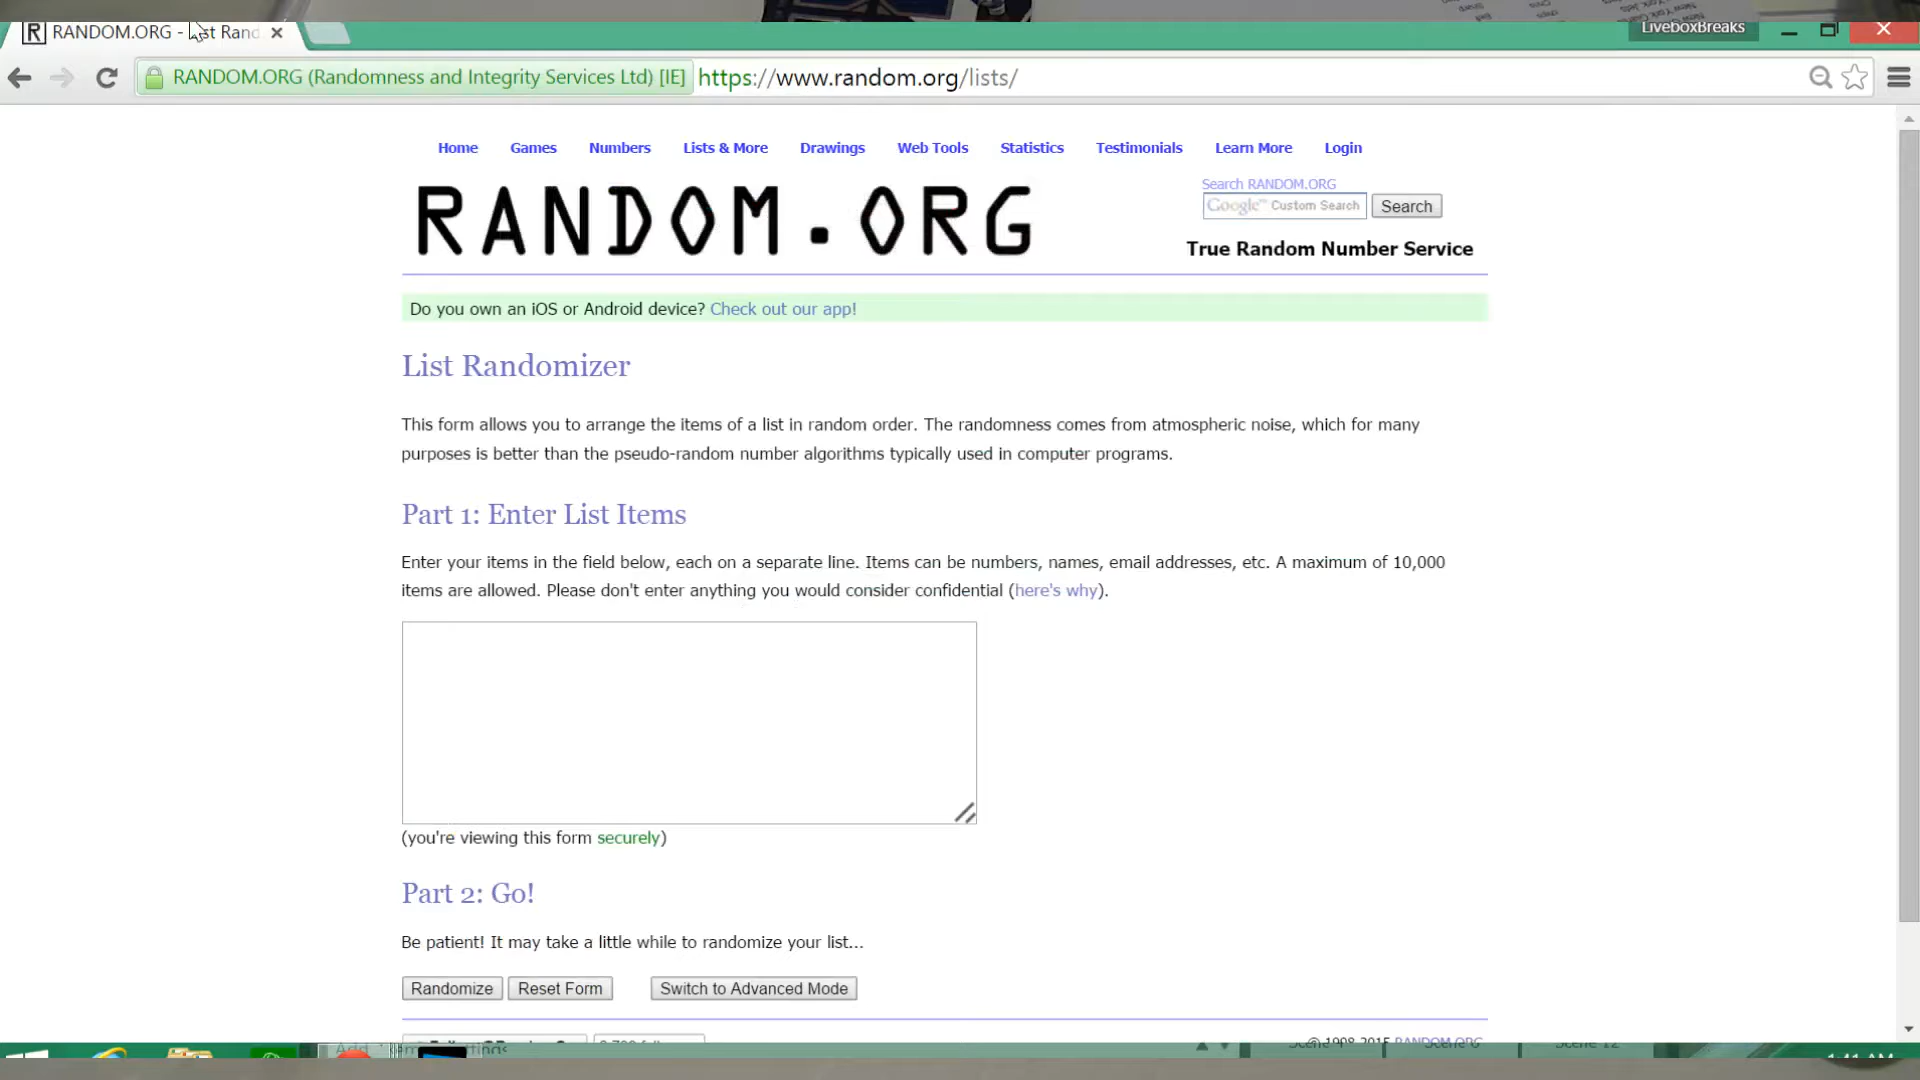 RANDOM.ORG - List Rand
LiveboxBreaks
RANDOM.ORG (Randomness and Integrity Services Ltd) [IE]
https://www.random.org/lists/
Home Games Numbers Lists & More Drawings Web Tools Statistics Testimonials Learn More Login
RANDOM.ORG
Search RANDOM.ORG
Google™ Custom Search
Search
True Random Number Service
Do you own an iOS or Android device? Check out our app!
List Randomizer
This form allows you to arrange the items of a list in random order. The randomness comes from atmospheric noise, which for many
purposes is better than the pseudo-random number algorithms typically used in computer programs.
Part 1: Enter List Items
Enter your items in the field below, each on a separate line. Items can be numbers, names, email addresses, etc. A maximum of 10,000
items are allowed. Please don't enter anything you would consider confidential (here's why).
(you're viewing this form securely)
Part 2: Go!
Be patient! It may take a little while to randomize your list...
Randomize
Reset Form
Switch to Advanced Mode
© 1998-2015 RANDOM.ORG
1:41 AM